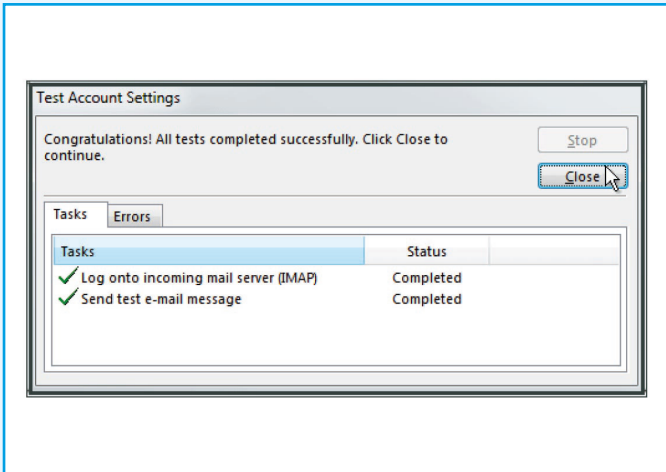 Test Account Settings
Congratulations! All tests completed successfully. Click Close to
continue.
Stop
Close
Tasks Errors
Tasks Status
Log onto incoming mail server (IMAP) Completed
Send test e-mail message Completed